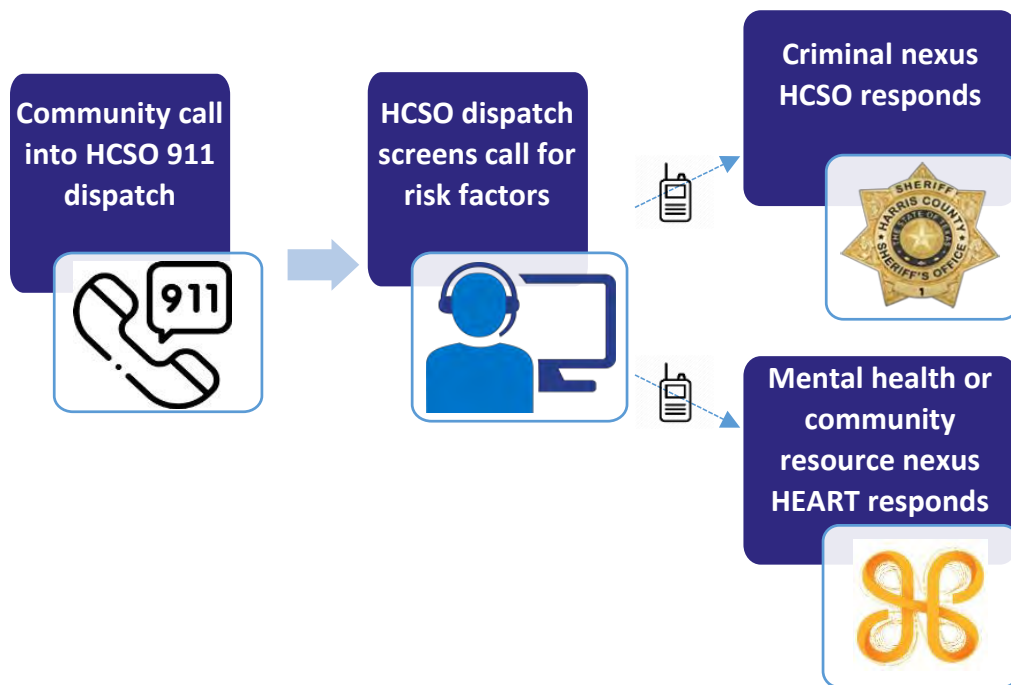 Community call
into HCSO 911
dispatch
911
HCSO dispatch
screens call for
risk factors
Criminal nexus
HCSO responds
SHERIFF
HARRIS COUNTY
THE STATE OF TEXAS
SHERIFF'S OFFICE
1
Mental health or
community
resource nexus
HEART responds